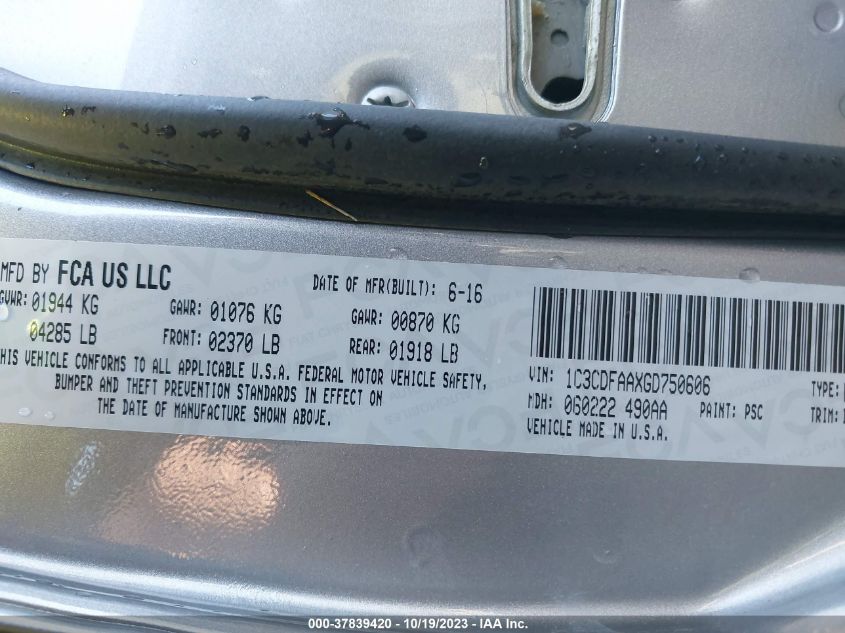 MFD BY FCA US LLC
DATE OF MFR(BUILT): 6-16
GVWR: 01944 KG
04285 LB
GAWR: 01076 KG
FRONT: 02370 LB
GAWR: 00870 KG
REAR: 01918 LB
THIS VEHICLE CONFORMS TO ALL APPLICABLE U.S.A. FEDERAL MOTOR VEHICLE SAFETY,
BUMPER AND THEFT PREVENTION STANDARDS IN EFFECT ON
THE DATE OF MANUFACTURE SHOWN ABOVE.
VIN: 1C3CDFAAXGD750606
TYPE:
MDH: 060222 490AA
PAINT: PSC
TRIM:
VEHICLE MADE IN U.S.A.
000-37839420 - 10/19/2023 - IAA Inc.